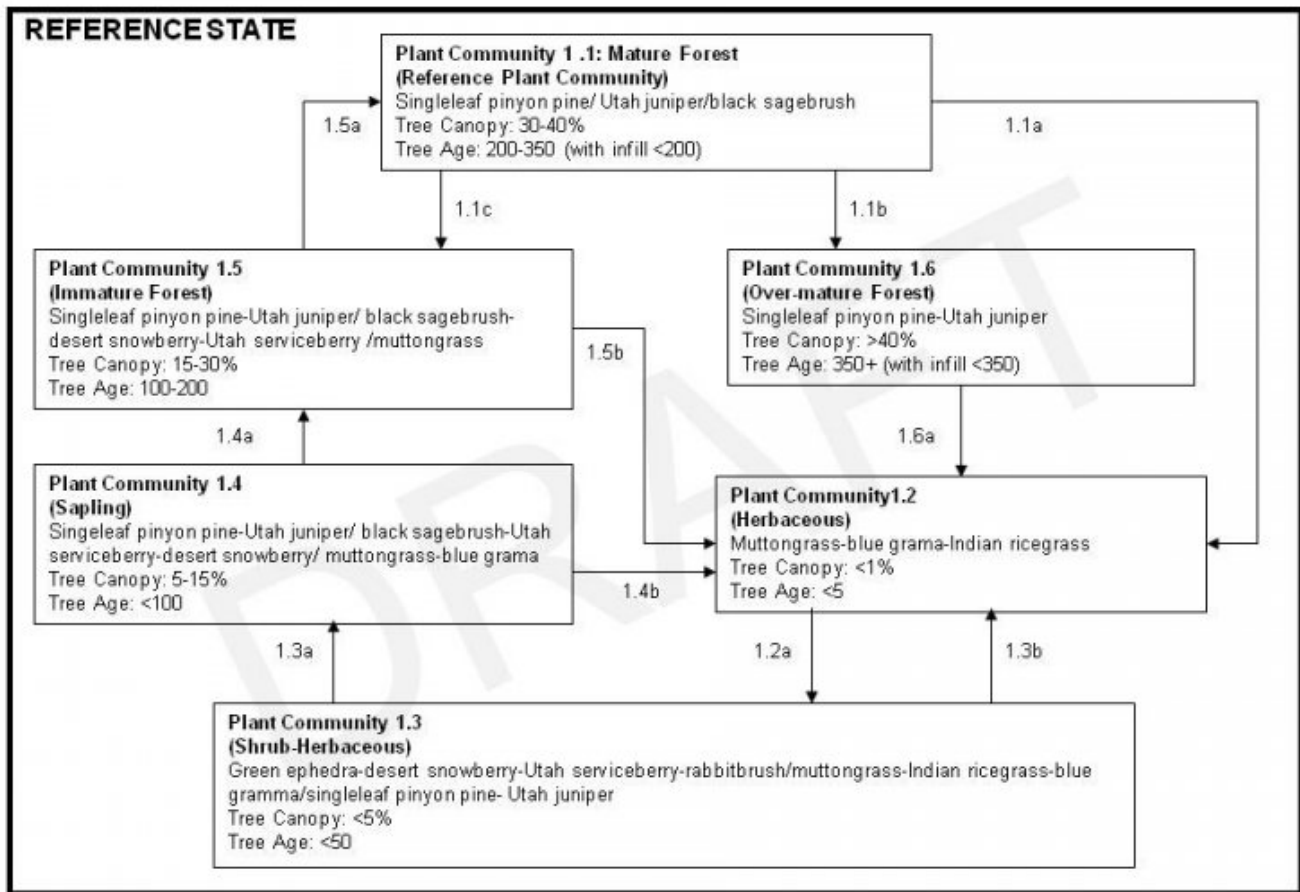 REFERENCE STATE
Plant Community 1 .1: Mature Forest
(Reference Plant Community)
Singleleaf pinyon pine/ Utah juniper/black sagebrush
Tree Canopy: 30-40%
Tree Age: 200-350 (with infill <200)
1.5a
1.1a
1.1c
1.1b
Plant Community 1.5
(Immature Forest)
Singleleaf pinyon pine-Utah juniper/ black sagebrush-
desert snowberry-Utah serviceberry /muttongrass
Tree Canopy: 15-30%
Tree Age: 100-200
1.5b
Plant Community 1.6
(Over-mature Forest)
Singleleaf pinyon pine-Utah juniper
Tree Canopy: >40%
Tree Age: 350+ (with infill <350)
1.4a
1.6a
Plant Community 1.4
(Sapling)
Singeleaf pinyon pine-Utah juniper/ black sagebrush-Utah
serviceberry-desert snowberry/ muttongrass-blue grama
Tree Canopy: 5-15%
Tree Age: <100
1.4b
Plant Community1.2
(Herbaceous)
Muttongrass-blue grama-Indian ricegrass
Tree Canopy: <1%
Tree Age: <5
1.3a
1.2a
1.3b
Plant Community 1.3
(Shrub-Herbaceous)
Green ephedra-desert snowberry-Utah serviceberry-rabbitbrush/muttongrass-Indian ricegrass-blue
gramma/singleleaf pinyon pine- Utah juniper
Tree Canopy: <5%
Tree Age: <50
DRAFT